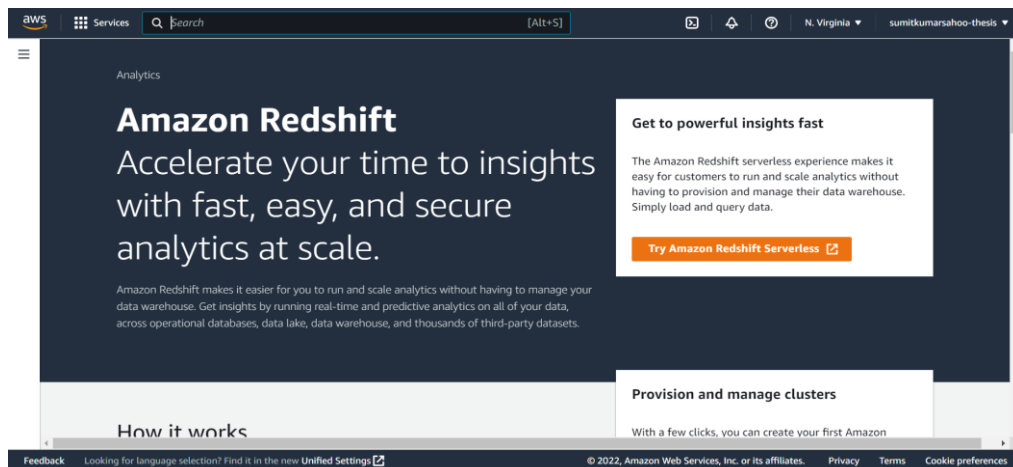 aws
Services
Search
[Alt+S]
N. Virginia
sumitkumarsahoo-thesis
Analytics
Amazon Redshift
Accelerate your time to insights
with fast, easy, and secure
analytics at scale.
Amazon Redshift makes it easier for you to run and scale analytics without having to manage your
data warehouse. Get insights by running real-time and predictive analytics on all of your data,
across operational databases, data lake, data warehouse, and thousands of third-party datasets.
Get to powerful insights fast
The Amazon Redshift serverless experience makes it
easy for customers to run and scale analytics without
having to provision and manage their data warehouse.
Simply load and query data.
Try Amazon Redshift Serverless
How it works
Provision and manage clusters
With a few clicks, you can create your first Amazon
Feedback
Looking for language selection? Find it in the new Unified Settings
© 2022, Amazon Web Services, Inc. or its affiliates.
Privacy
Terms
Cookie preferences